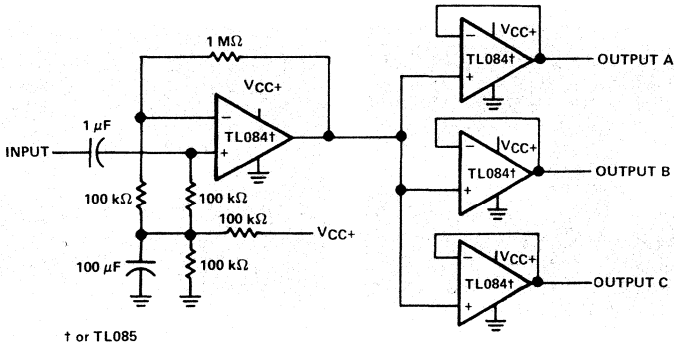 1 MΩ
VCC+
TL084†
1 μF
INPUT
−
+
100 kΩ
100 kΩ
100 kΩ
VCC+
100 μF
100 kΩ
−
VCC+
TL084†
+
OUTPUT A
−
VCC+
TL084†
+
OUTPUT B
−
VCC+
TL084†
+
OUTPUT C
† or TL085